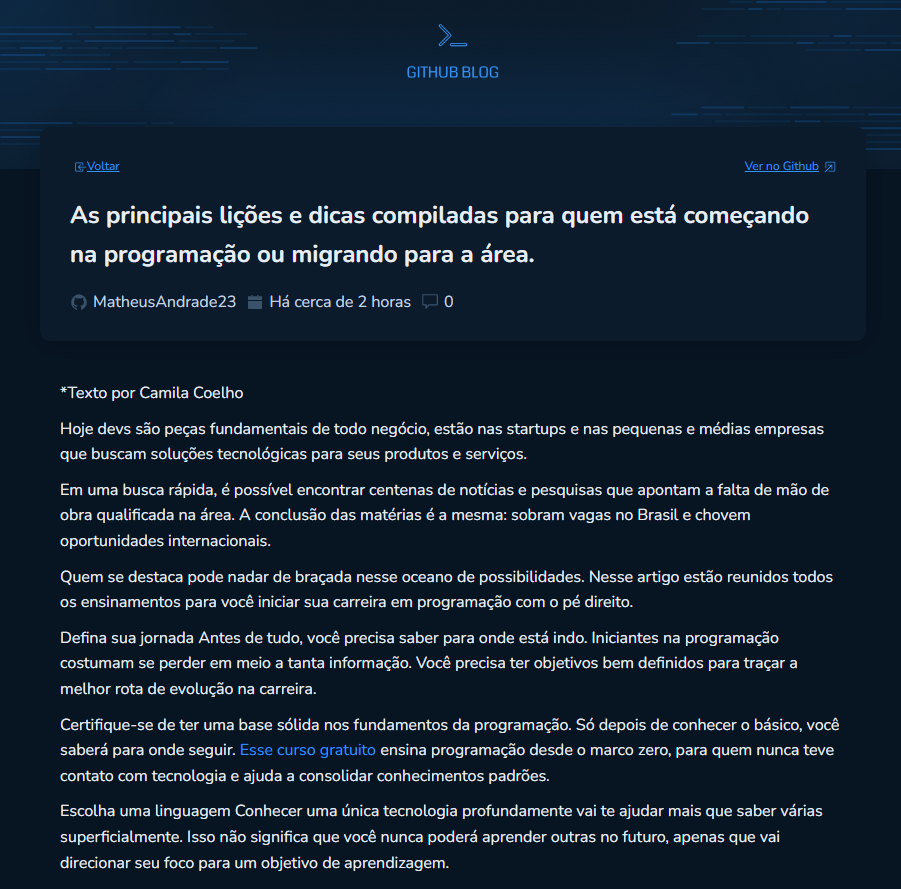 GITHUB BLOG
Voltar
Ver no Github
As principais lições e dicas compiladas para quem está começando
na programação ou migrando para a área.
MatheusAndrade23 Há cerca de 2 horas 0
*Texto por Camila Coelho
Hoje devs são peças fundamentais de todo negócio, estão nas startups e nas pequenas e médias empresas
que buscam soluções tecnológicas para seus produtos e serviços.
Em uma busca rápida, é possível encontrar centenas de notícias e pesquisas que apontam a falta de mão de
obra qualificada na área. A conclusão das matérias é a mesma: sobram vagas no Brasil e chovem
oportunidades internacionais.
Quem se destaca pode nadar de braçada nesse oceano de possibilidades. Nesse artigo estão reunidos todos
os ensinamentos para você iniciar sua carreira em programação com o pé direito.
Defina sua jornada Antes de tudo, você precisa saber para onde está indo. Iniciantes na programação
costumam se perder em meio a tanta informação. Você precisa ter objetivos bem definidos para traçar a
melhor rota de evolução na carreira.
Certifique-se de ter uma base sólida nos fundamentos da programação. Só depois de conhecer o básico, você
saberá para onde seguir. Esse curso gratuito ensina programação desde o marco zero, para quem nunca teve
contato com tecnologia e ajuda a consolidar conhecimentos padrões.
Escolha uma linguagem Conhecer uma única tecnologia profundamente vai te ajudar mais que saber várias
superficialmente. Isso não significa que você nunca poderá aprender outras no futuro, apenas que vai
direcionar seu foco para um objetivo de aprendizagem.